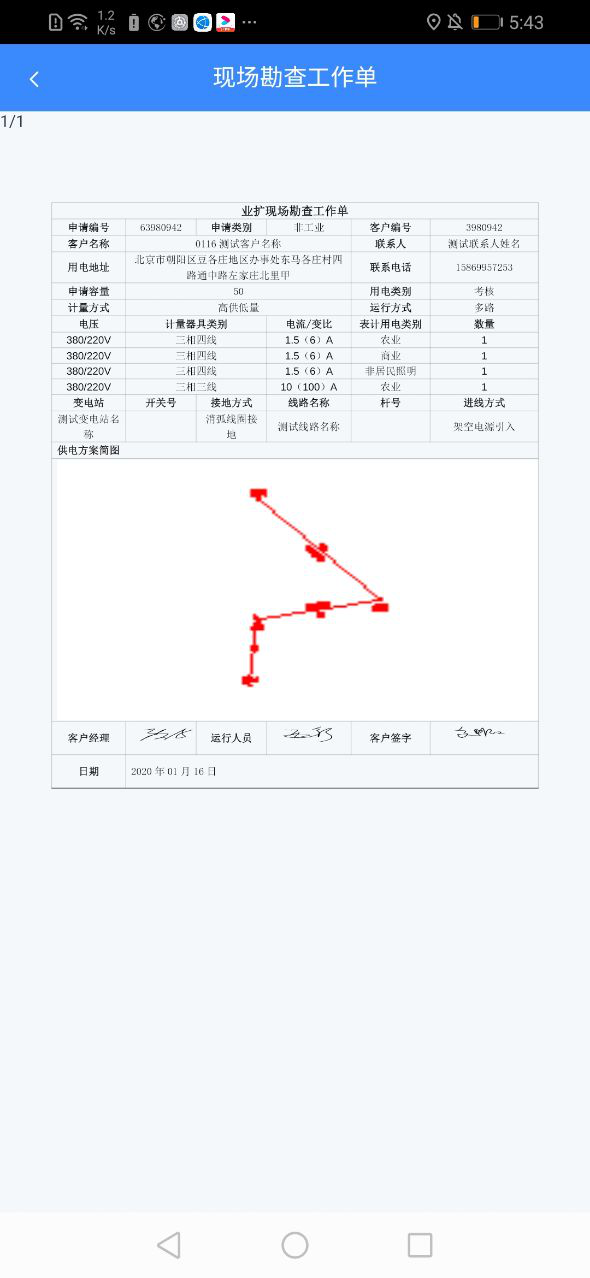 1.2
K/s
5:43
现场勘查工作单
1/1
业扩现场勘查工作单
申请编号 63980942 申请类别 非工业 客户编号 3980942
客户名称 0116 测试客户名称 联系人 测试联系人姓名
用电地址 北京市朝阳区豆各庄地区办事处东马各庄村四路通中路左家庄北里甲 联系电话 15869957253
申请容量 50 用电类别 考核
计量方式 高供低量 运行方式 多路
电压 计量器具类别 电流/变比 表计用电类别 数量
380/220V 三相四线 1.5（6）A 农业 1
380/220V 三相四线 1.5（6）A 商业 1
380/220V 三相四线 1.5（6）A 非居民照明 1
380/220V 三相三线 10（100）A 农业 1
变电站 开关号 接地方式 线路名称 杆号 进线方式
测试变电站名称 消弧线圈接地 测试线路名称 架空电源引入
供电方案简图
客户经理 运行人员 客户签字
日期 2020 年 01 月 16 日